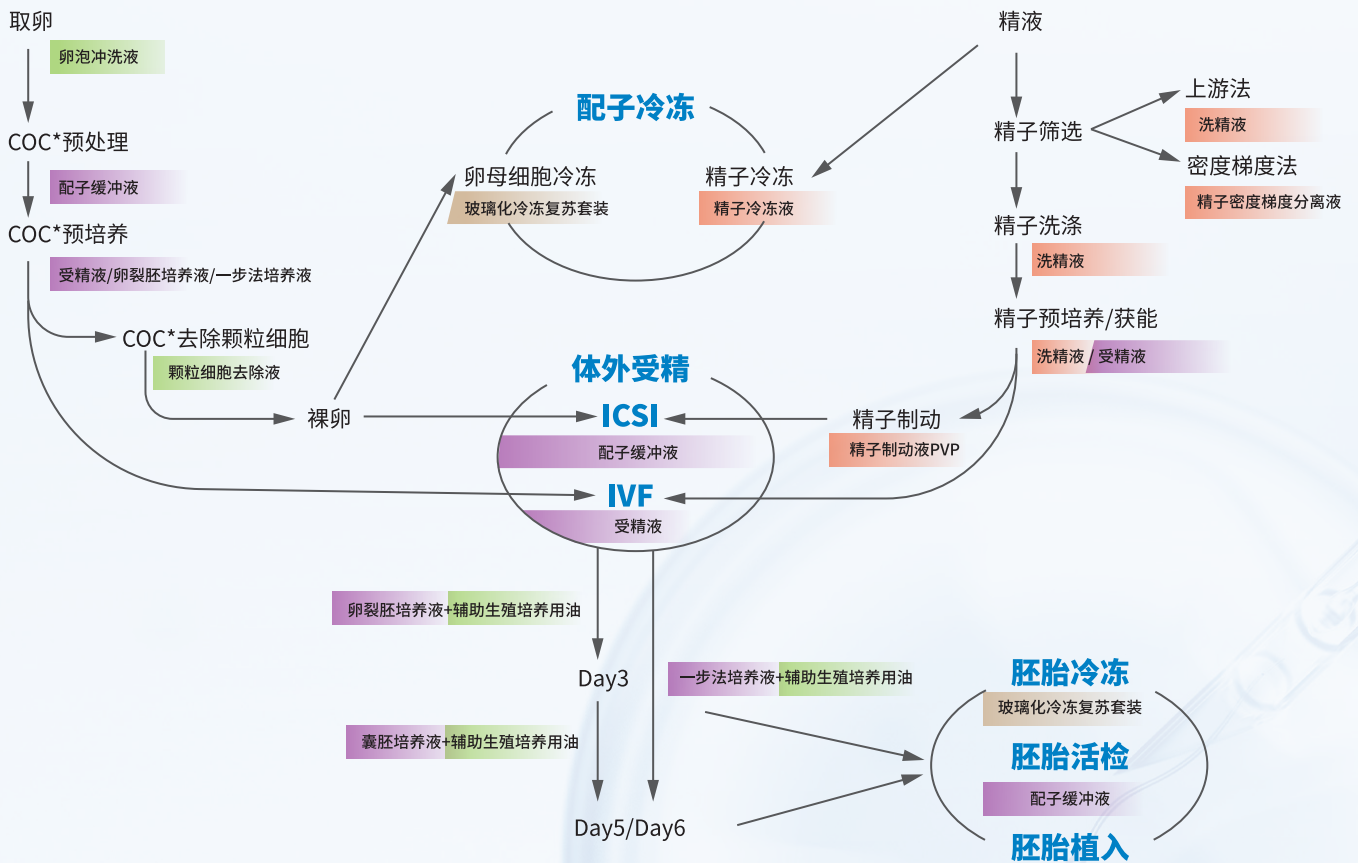 取卵
卵泡冲洗液
COC*预处理
配子缓冲液
COC*预培养
受精液/卵裂胚培养液/一步法培养液
COC*去除颗粒细胞
颗粒细胞去除液
裸卵
配子冷冻
卵母细胞冷冻
玻璃化冷冻复苏套装
精子冷冻
精子冷冻液
精液
精子筛选
上游法
洗精液
密度梯度法
精子密度梯度分离液
精子洗涤
洗精液
精子预培养/获能
洗精液/受精液
精子制动
精子制动液PVP
体外受精
ICSI
配子缓冲液
IVF
受精液
卵裂胚培养液+辅助生殖培养用油
Day3
一步法培养液+辅助生殖培养用油
囊胚培养液+辅助生殖培养用油
Day5/Day6
胚胎冷冻
玻璃化冷冻复苏套装
胚胎活检
配子缓冲液
胚胎植入